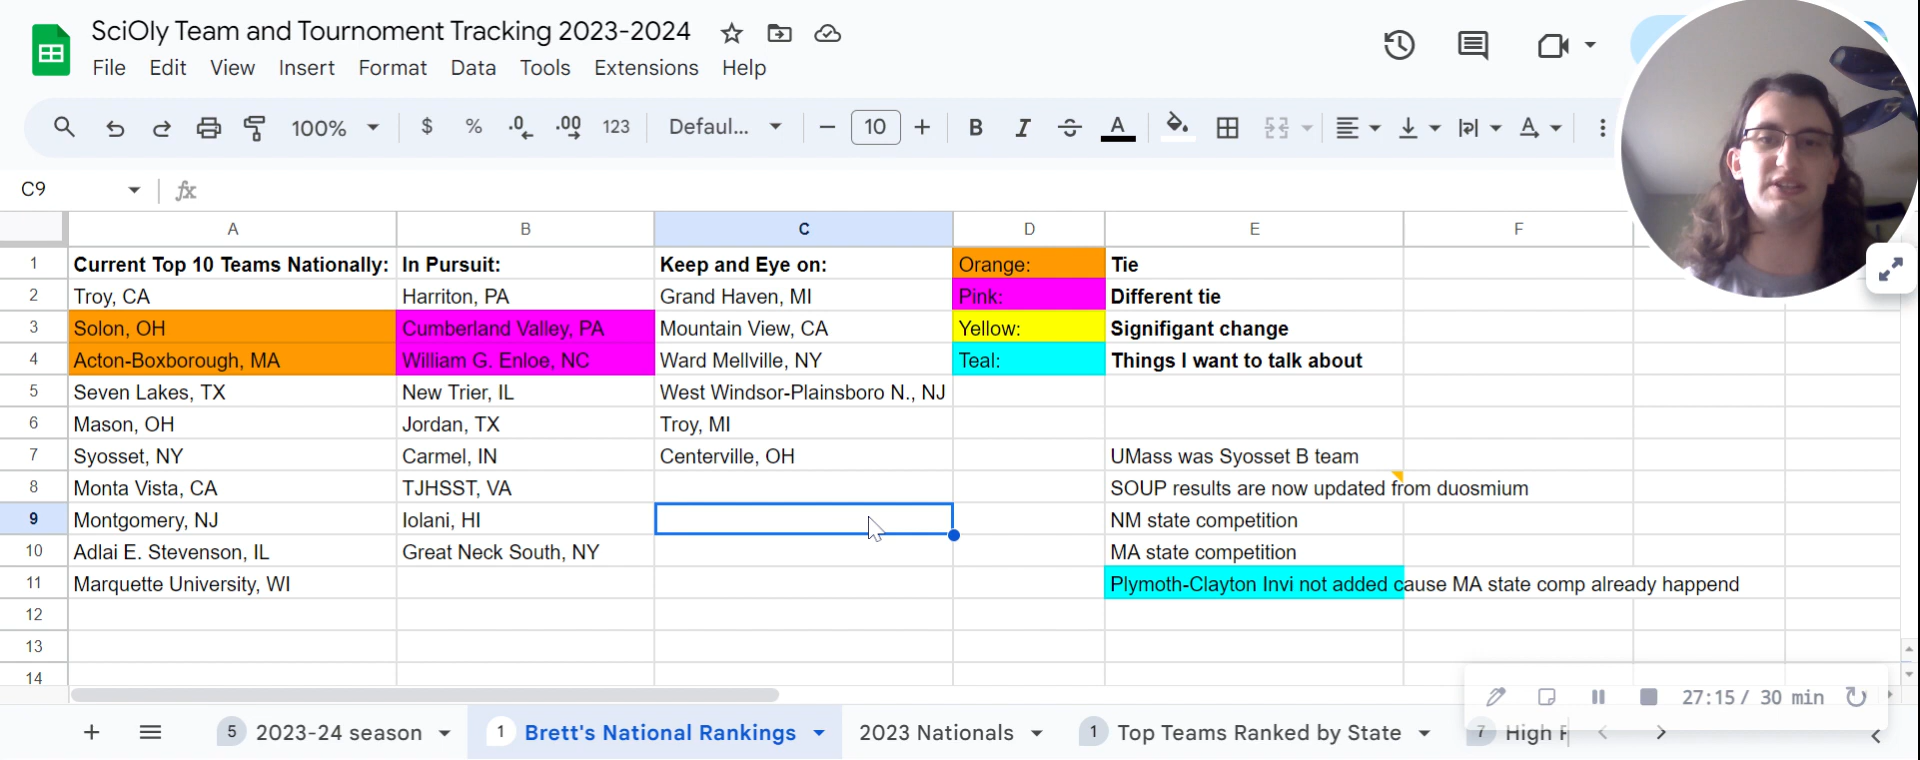 SciOly Team and Tournoment Tracking 2023-2024
File Edit View Insert Format Data Tools Extensions Help
100% $ % .0 .00 123 Defaul... 10 B I A A
C9 fx
A B C D E F
1 Current Top 10 Teams Nationally: In Pursuit: Keep and Eye on: Orange: Tie
2 Troy, CA Harriton, PA Grand Haven, MI Pink: Different tie
3 Solon, OH Cumberland Valley, PA Mountain View, CA Yellow: Signifigant change
4 Acton-Boxborough, MA William G. Enloe, NC Ward Mellville, NY Teal: Things I want to talk about
5 Seven Lakes, TX New Trier, IL West Windsor-Plainsboro N., NJ
6 Mason, OH Jordan, TX Troy, MI
7 Syosset, NY Carmel, IN Centerville, OH UMass was Syosset B team
8 Monta Vista, CA TJHSST, VA SOUP results are now updated from duosmium
9 Montgomery, NJ Iolani, HI NM state competition
10 Adlai E. Stevenson, IL Great Neck South, NY MA state competition
11 Marquette University, WI Plymoth-Clayton Invi not added cause MA state comp already happend
12
13
14
27:15 / 30 min
5 2023-24 season 1 Brett's National Rankings 2023 Nationals 1 Top Teams Ranked by State 7 High